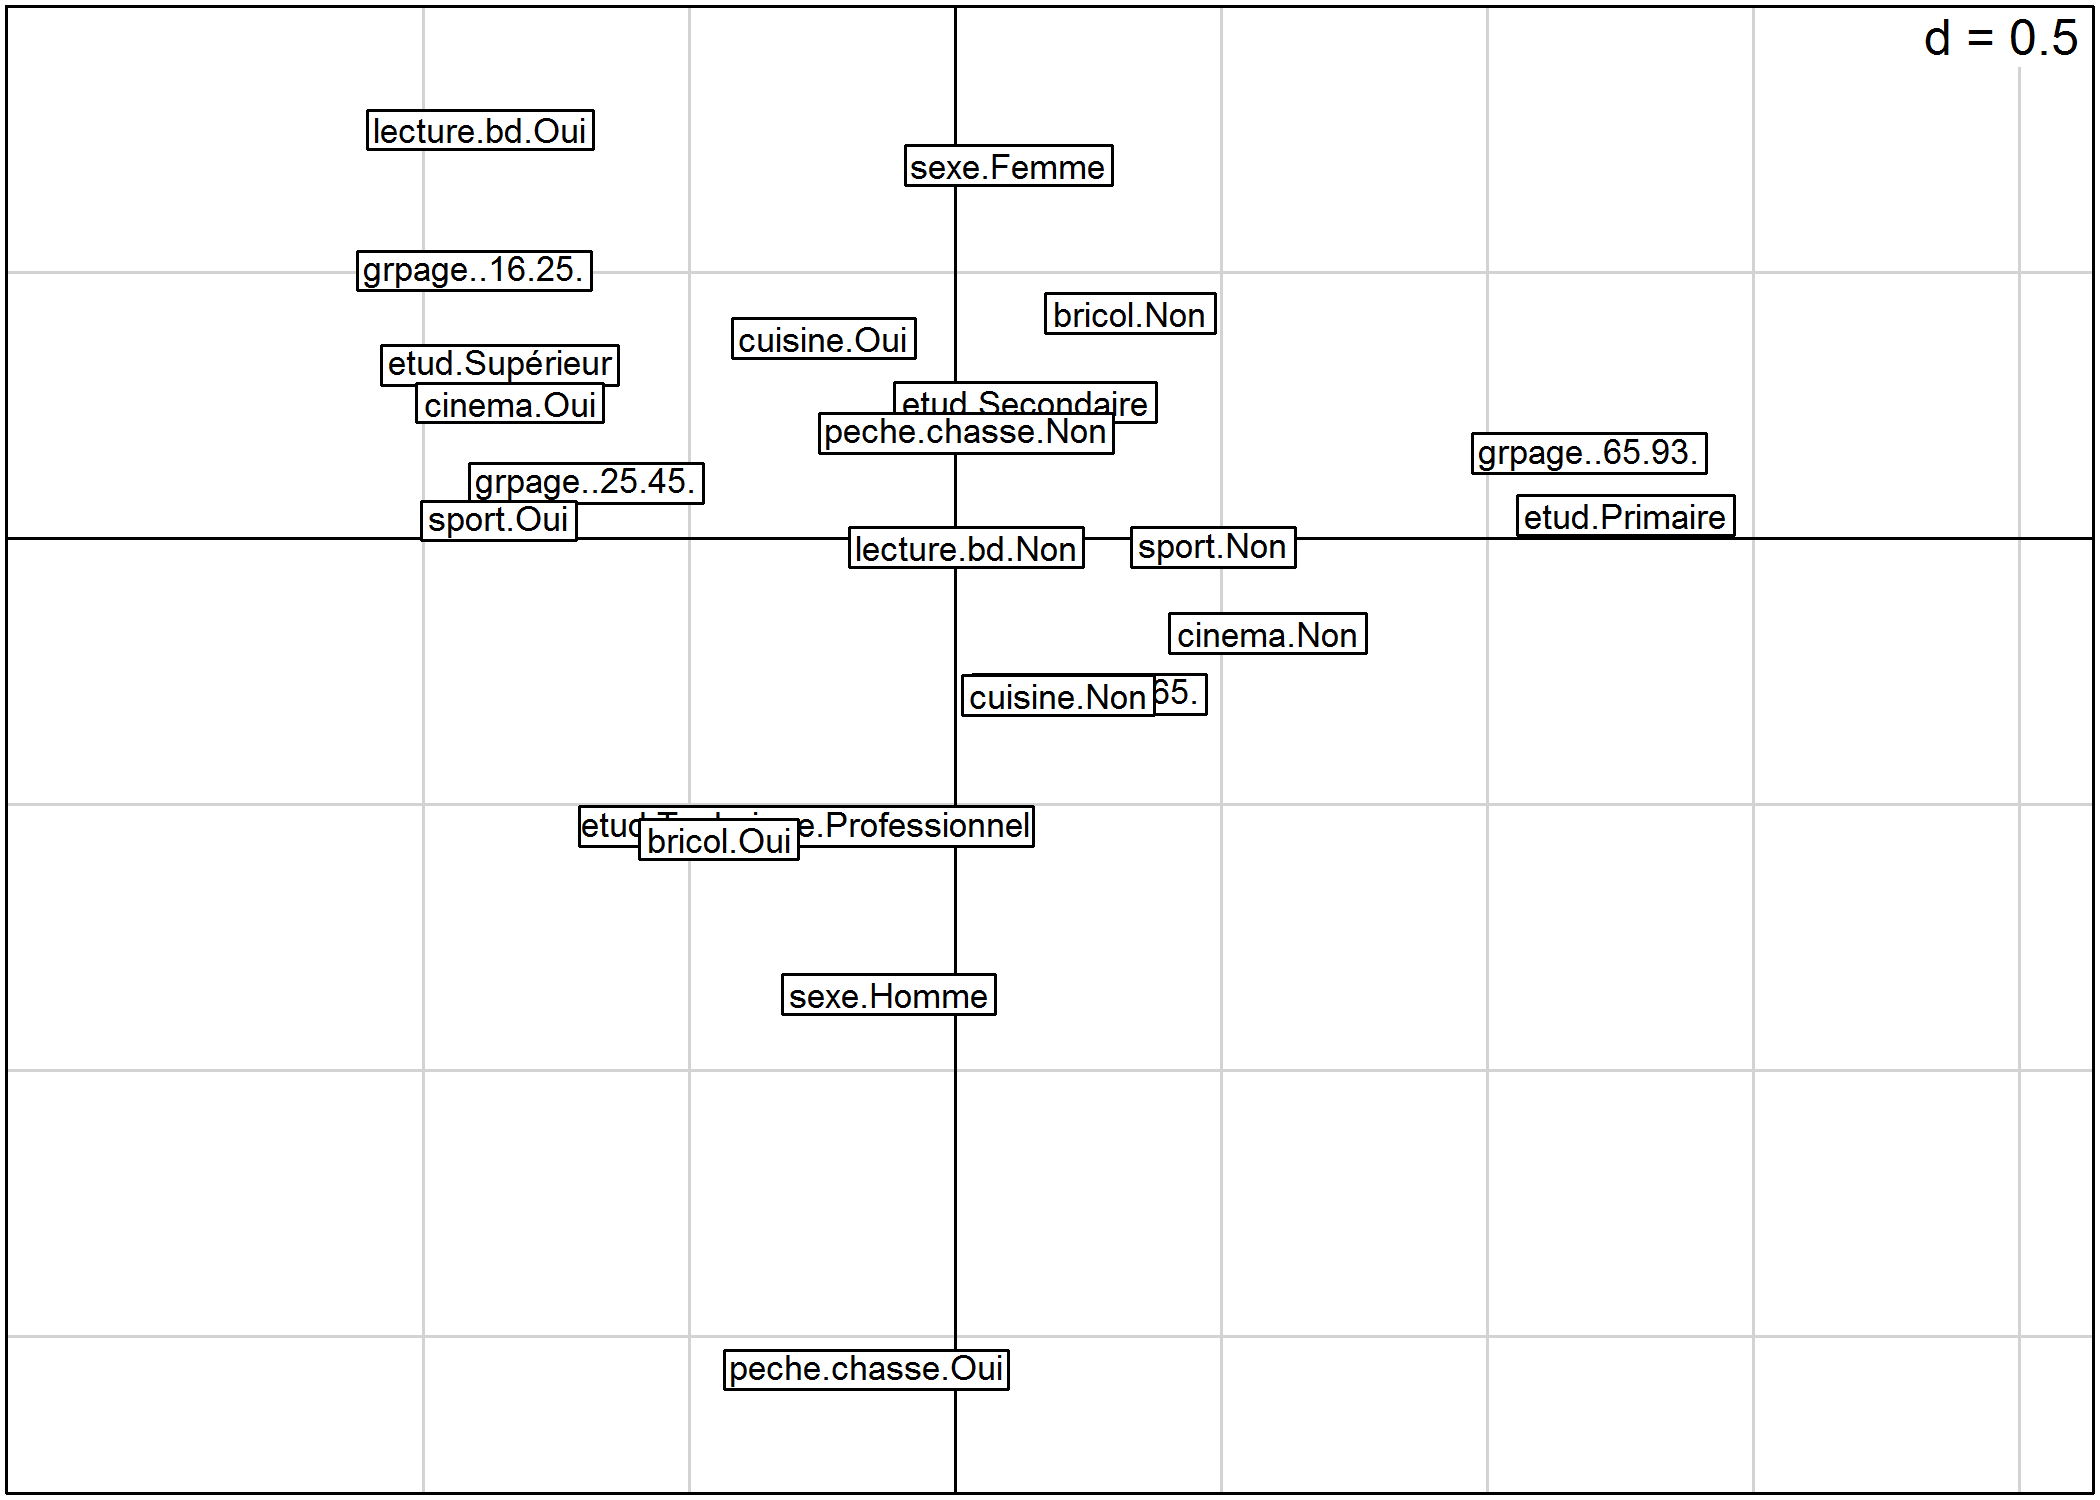 d = 0.5
lecture.bd.Oui
sexe.Femme
grpage..16.25.
bricol.Non
cuisine.Oui
etud.Supérieur
cinema.Oui
etud.Secondaire
peche.chasse.Non
grpage..65.93.
grpage..25.45.
sport.Oui
etud.Primaire
lecture.bd.Non
sport.Non
cinema.Non
cuisine.Non
65.
e.Professionnel
bricol.Oui
sexe.Homme
peche.chasse.Oui